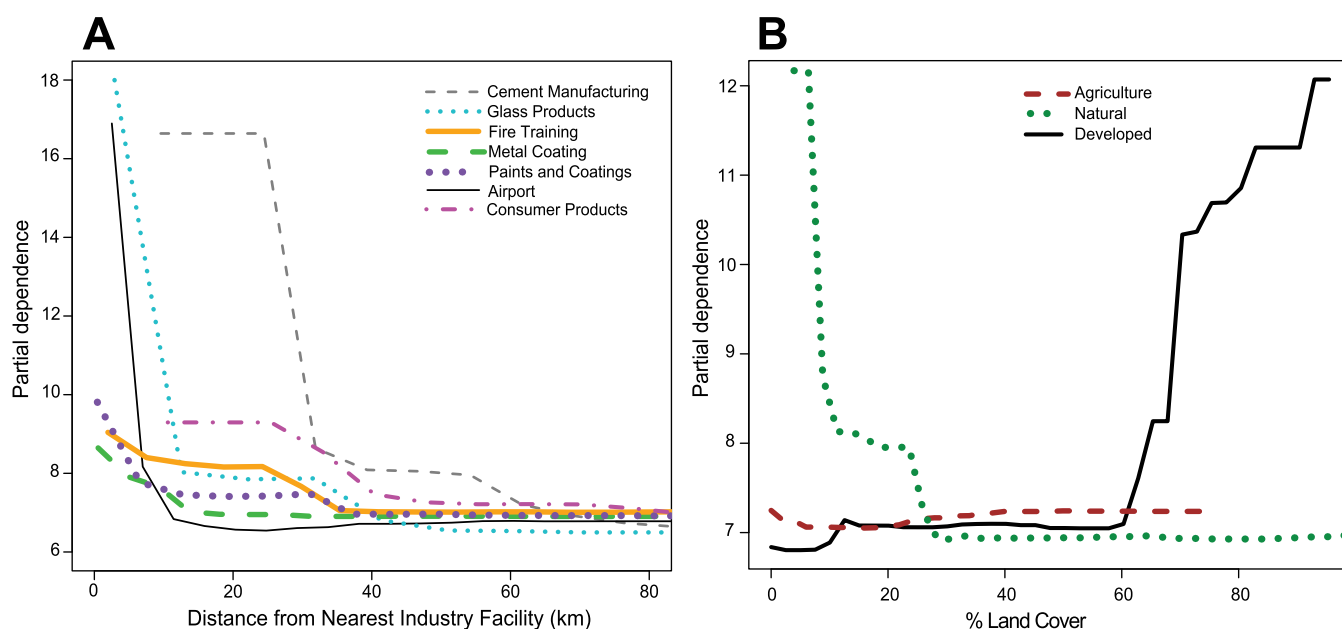 A
Partial dependence
18
16
14
12
10
8
6
0
20
40
60
80
Distance from Nearest Industry Facility (km)
Cement Manufacturing
Glass Products
Fire Training
Metal Coating
Paints and Coatings
Airport
Consumer Products
B
Partial dependence
12
11
10
9
8
7
0
20
40
60
80
% Land Cover
Agriculture
Natural
Developed